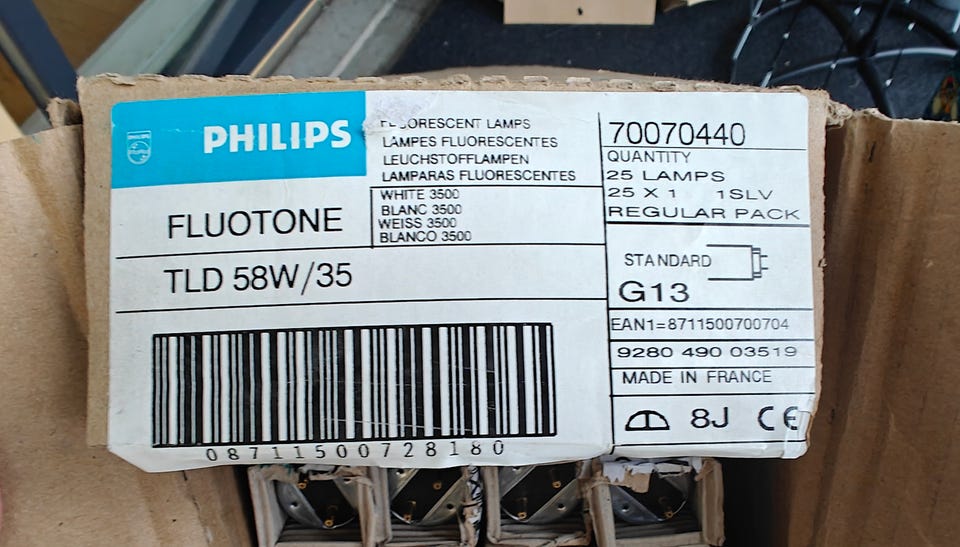 PHILIPS
FLUOTONE
TLD 58W/35
FLUORESCENT LAMPS
LAMPES FLUORESCENTES
LEUCHSTOFFLAMPEN
LAMPARAS FLUORESCENTES
WHITE 3500
BLANC 3500
WEISS 3500
BLANCO 3500
70070440
QUANTITY
25 LAMPS
25 X 1 1SLV
REGULAR PACK
STANDARD
G13
EAN1=8711500700704
9280 490 03519
MADE IN FRANCE
8J CE
08711500728180